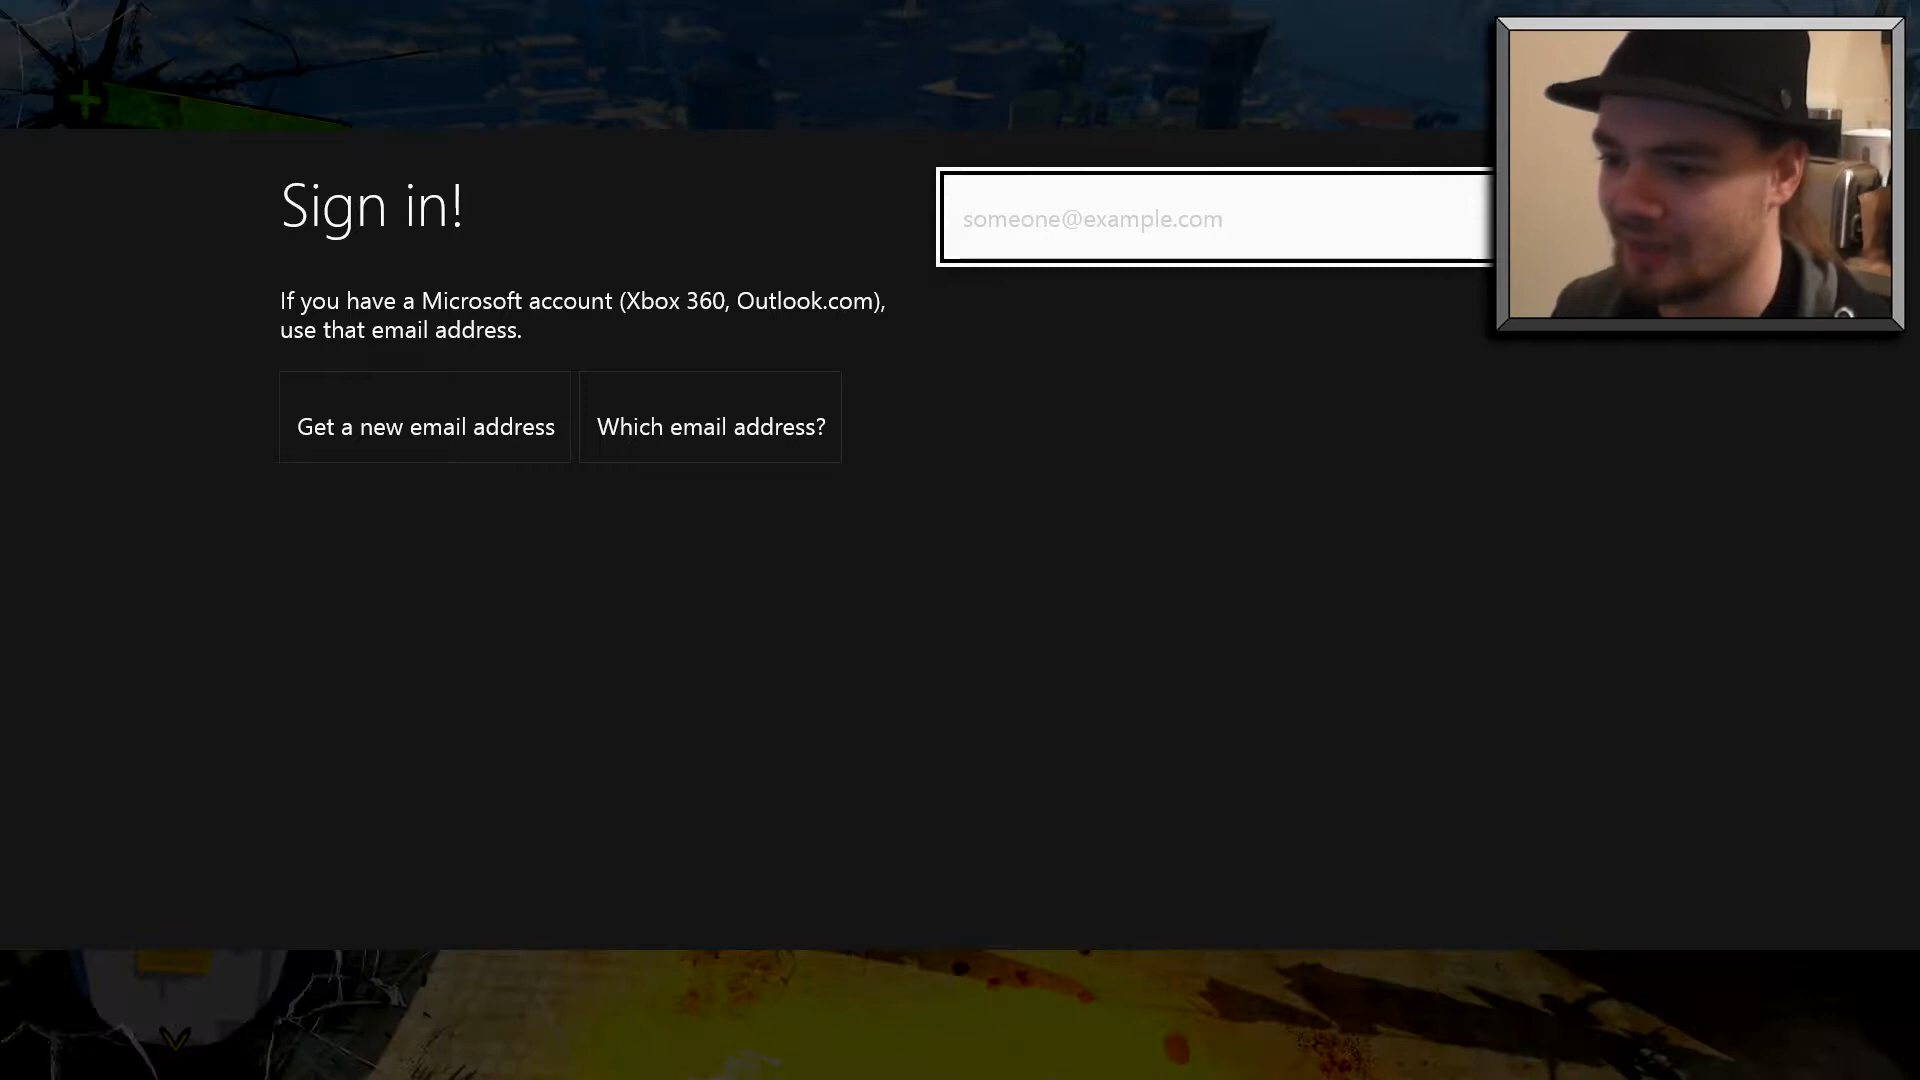 Sign in!
someone@example.com
If you have a Microsoft account (Xbox 360, Outlook.com),
use that email address.
Get a new email address
Which email address?